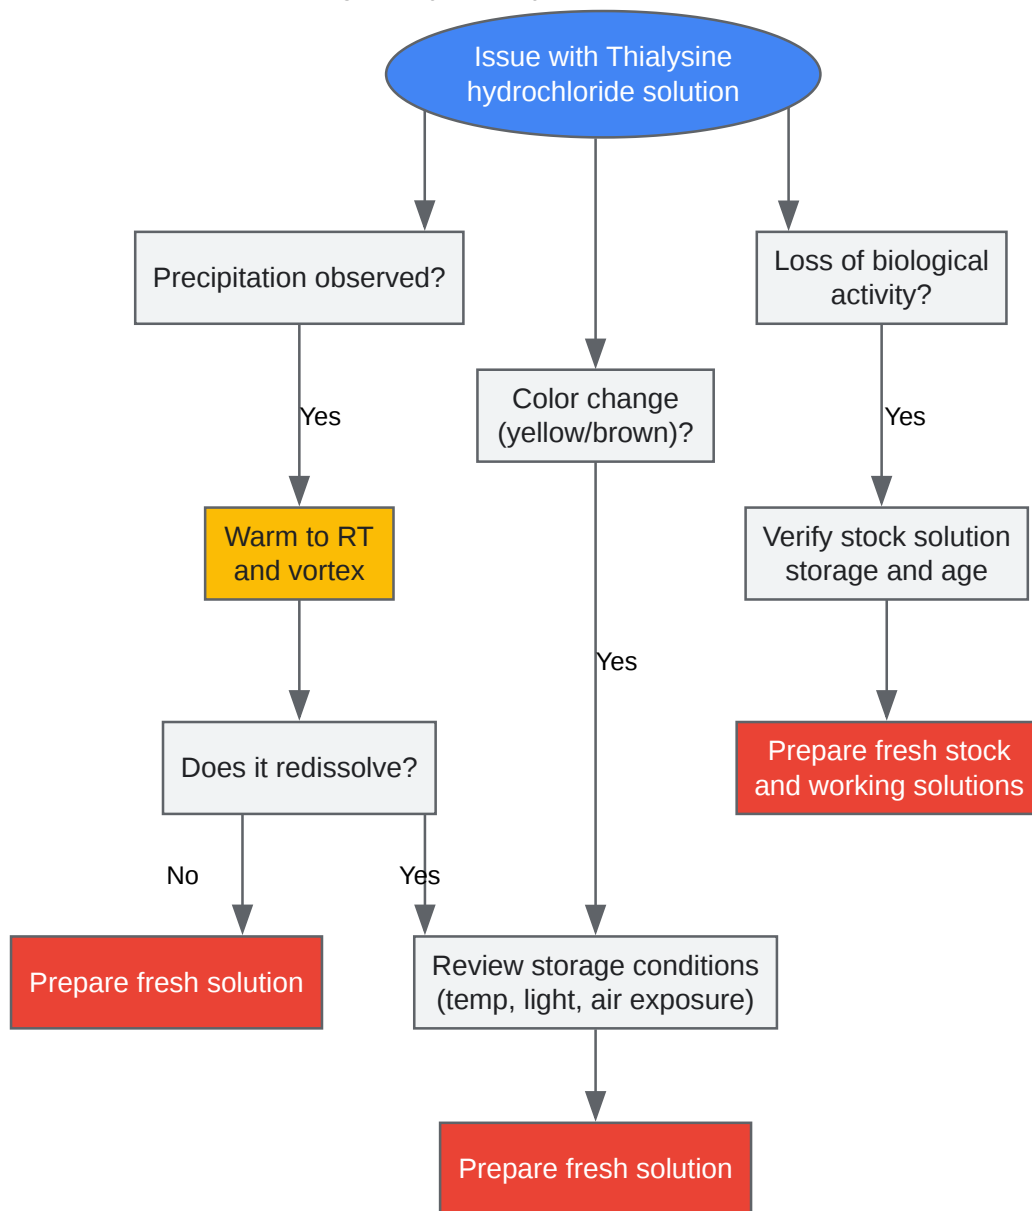 Issue with Thialysine
hydrochloride solution
Precipitation observed?
Loss of biological
activity?
Color change
(yellow/brown)?
Yes
Yes
Warm to RT
and vortex
Verify stock solution
storage and age
Yes
Does it redissolve?
Prepare fresh stock
and working solutions
No
Yes
Prepare fresh solution
Review storage conditions
(temp, light, air exposure)
Prepare fresh solution